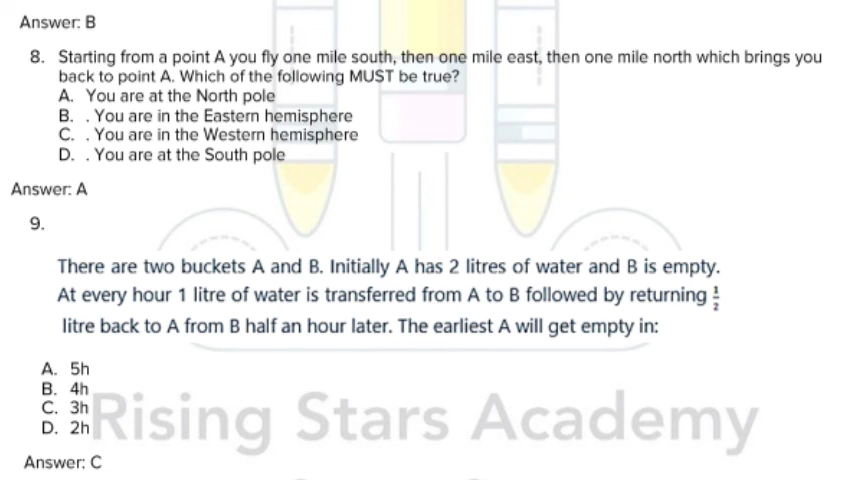 Answer: B
8. Starting from a point A you fly one mile south, then one mile east, then one mile north which brings you
back to point A. Which of the following MUST be true?
A. You are at the North pole
B. . You are in the Eastern hemisphere
C. . You are in the Western hemisphere
D. . You are at the South pole
Answer: A
9.
There are two buckets A and B. Initially A has 2 litres of water and B is empty.
At every hour 1 litre of water is transferred from A to B followed by returning 1/2
litre back to A from B half an hour later. The earliest A will get empty in:
A. 5h
B. 4h
C. 3h
D. 2h
Rising Stars Academy
Answer: C